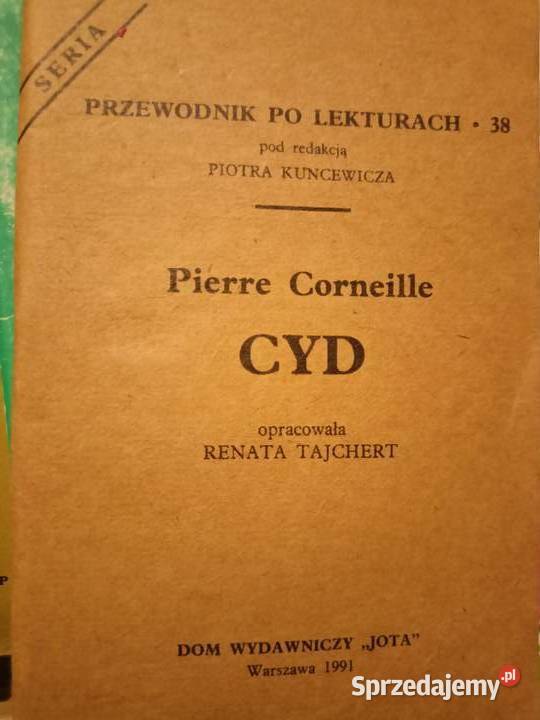 SERIA
PRZEWODNIK PO LEKTURACH • 38
pod redakcją
PIOTRA KUNCEWICZA
Pierre Corneille
CYD
opracowała
RENATA TAJCHERT
DOM WYDAWNICZY „JOTA”
Warszawa 1991
P
Sprzedajemy.pl